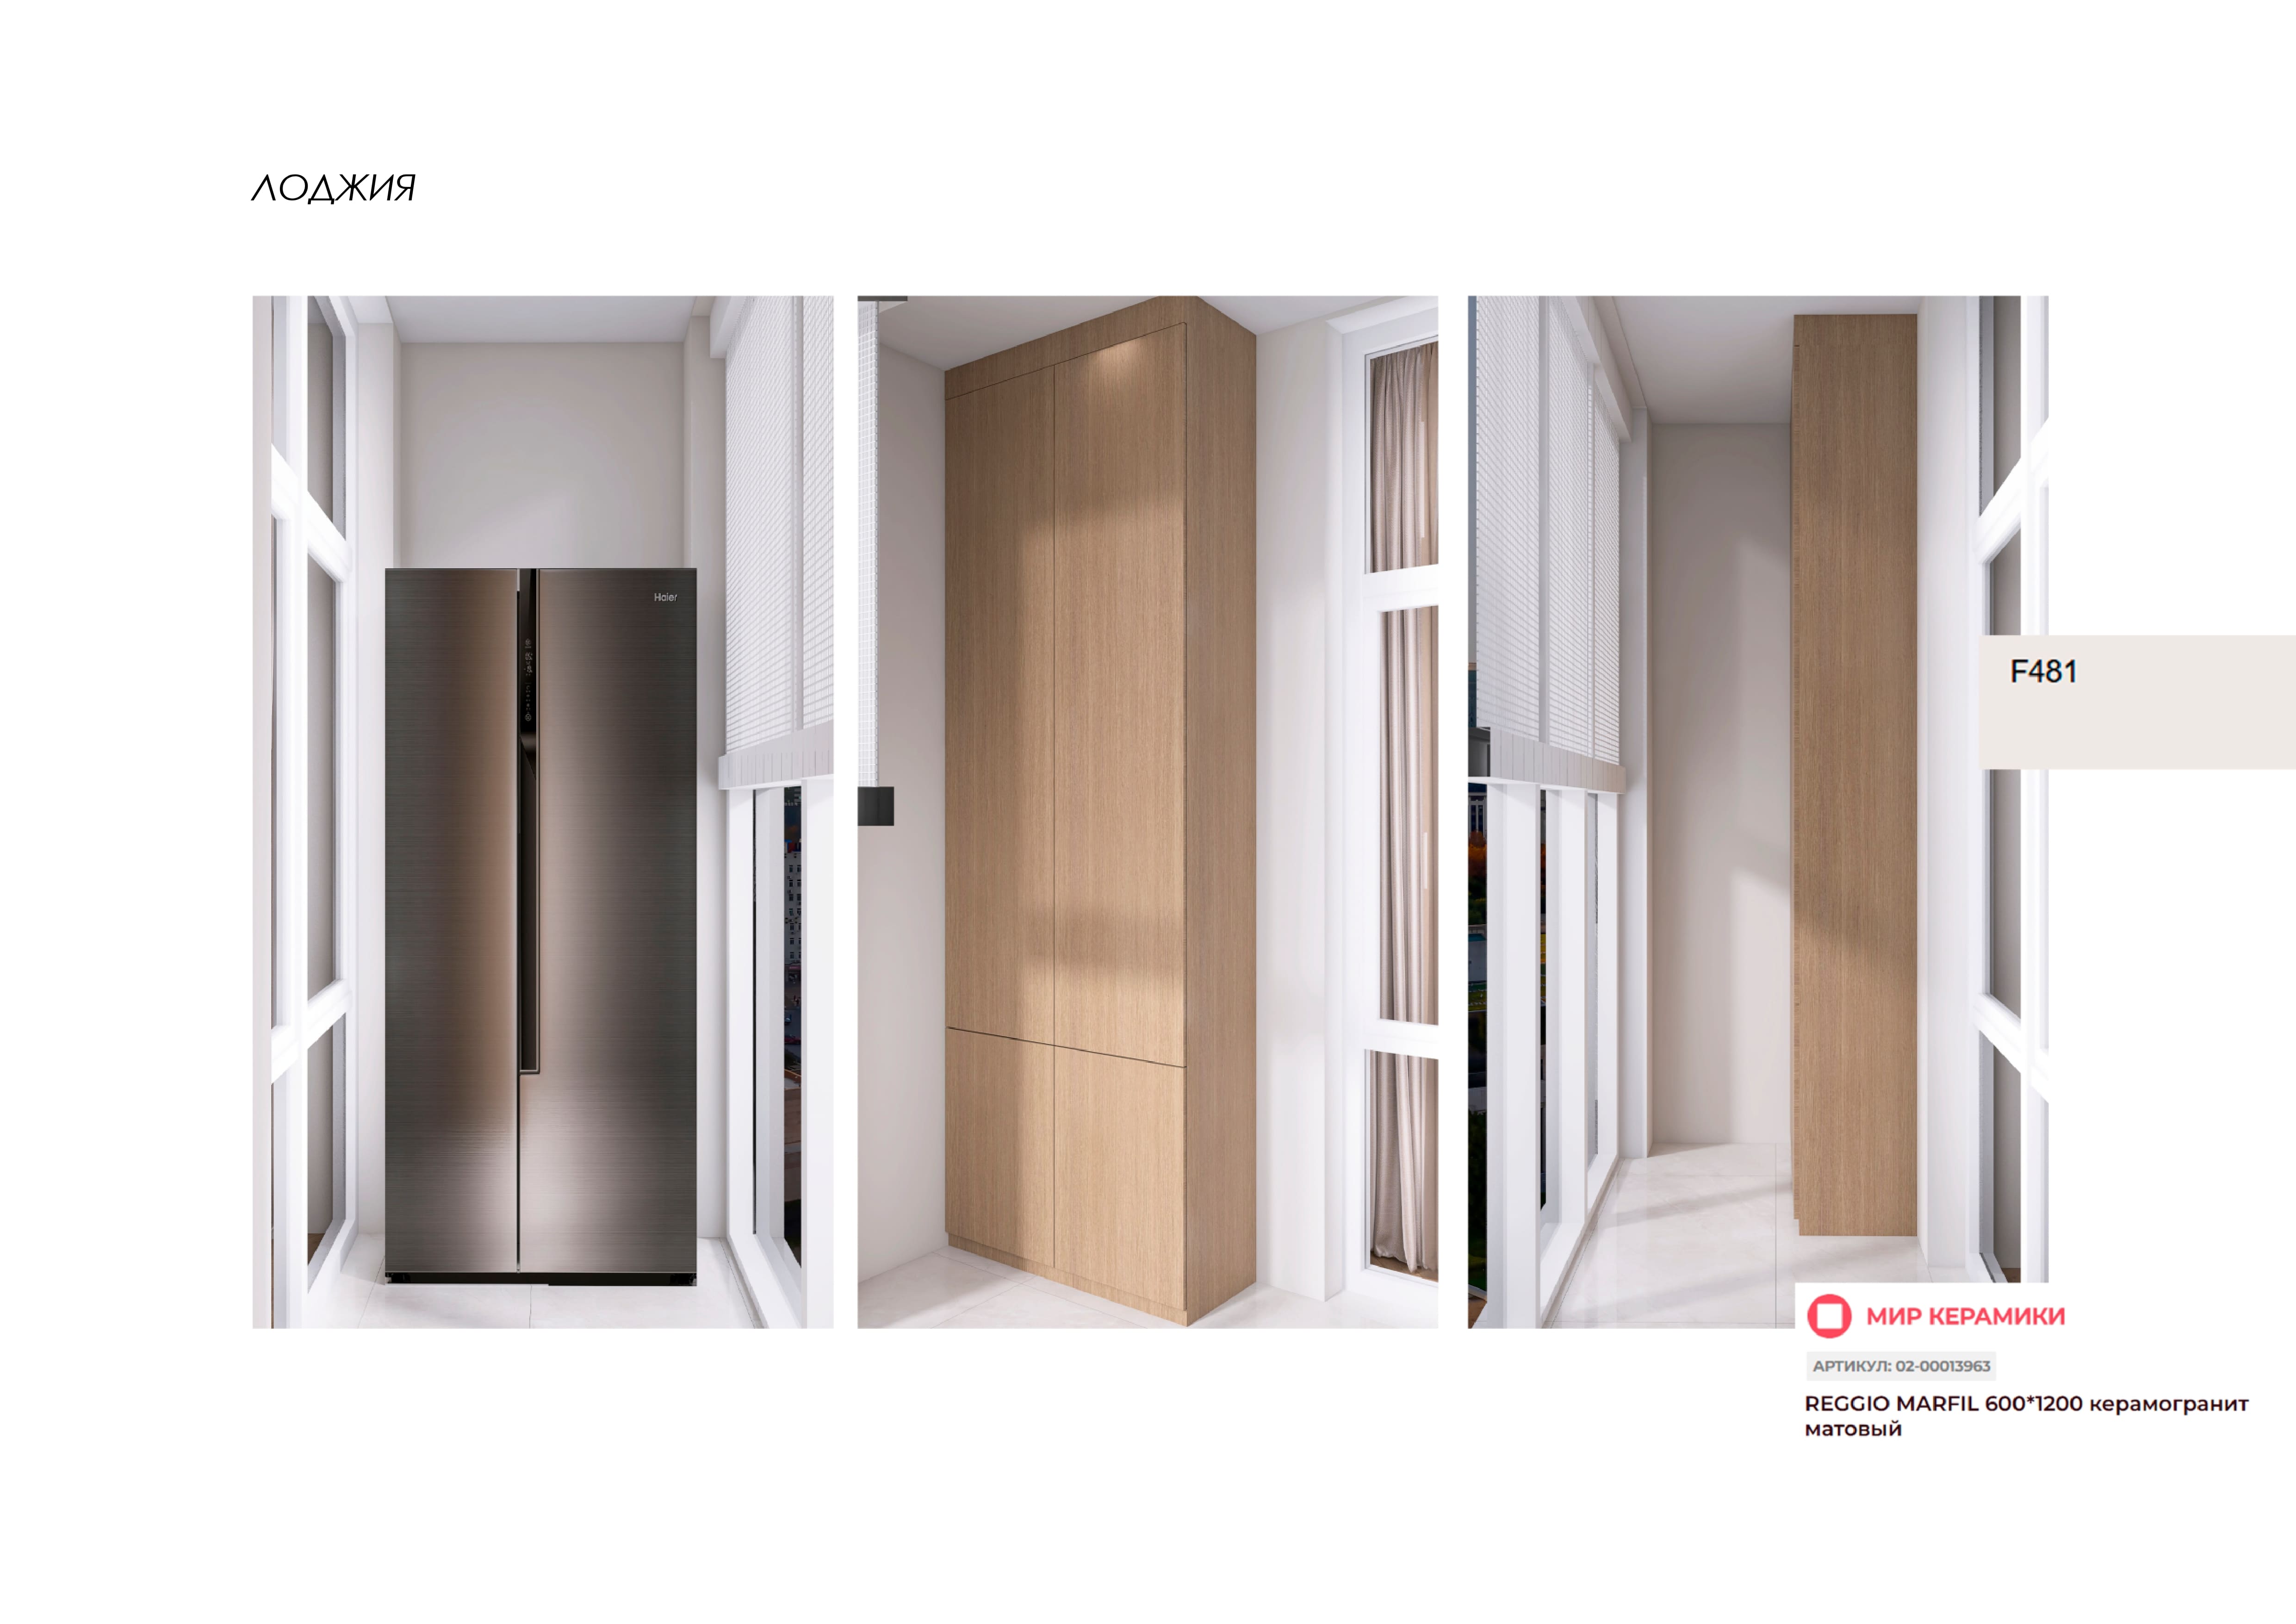 ЛОДЖИЯ
Haier
F481
МИР КЕРАМИКИ
АРТИКУЛ: 02-00013963
REGGIO MARFIL 600*1200 керамогранит
матовый